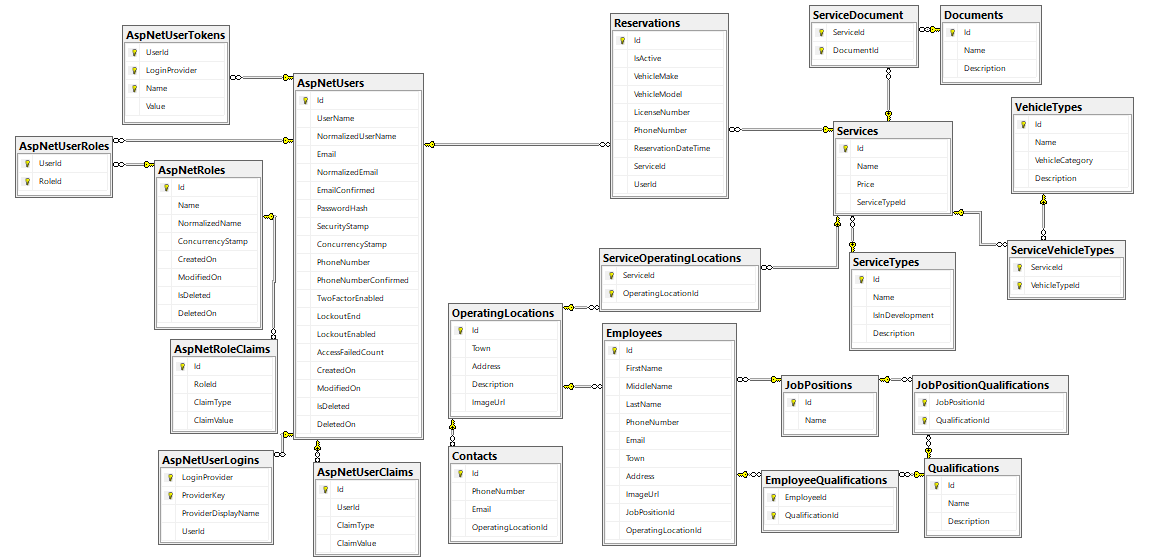 AspNetUserTokens
UserId
LoginProvider
Name
Value
AspNetUserRoles
UserId
RoleId
AspNetRoles
Id
Name
NormalizedName
ConcurrencyStamp
CreatedOn
ModifiedOn
IsDeleted
DeletedOn
AspNetRoleClaims
Id
RoleId
ClaimType
ClaimValue
AspNetUserLogins
LoginProvider
ProviderKey
ProviderDisplayName
UserId
AspNetUsers
Id
UserName
NormalizedUserName
Email
NormalizedEmail
EmailConfirmed
PasswordHash
SecurityStamp
ConcurrencyStamp
PhoneNumber
PhoneNumberConfirmed
TwoFactorEnabled
LockoutEnd
LockoutEnabled
AccessFailedCount
CreatedOn
ModifiedOn
IsDeleted
DeletedOn
AspNetUserClaims
Id
UserId
ClaimType
ClaimValue
Reservations
Id
IsActive
VehicleMake
VehicleModel
LicenseNumber
PhoneNumber
ReservationDateTime
ServiceId
UserId
ServiceOperatingLocations
ServiceId
OperatingLocationId
OperatingLocations
Id
Town
Address
Description
ImageUrl
Contacts
Id
PhoneNumber
Email
OperatingLocationId
Employees
Id
FirstName
MiddleName
LastName
PhoneNumber
Email
Town
Address
ImageUrl
JobPositionId
OperatingLocationId
ServiceDocument
ServiceId
DocumentId
Documents
Id
Name
Description
Services
Id
Name
Price
ServiceTypeId
VehicleTypes
Id
Name
VehicleCategory
Description
ServiceVehicleTypes
ServiceId
VehicleTypeId
ServiceTypes
Id
Name
IsInDevelopment
Description
JobPositions
Id
Name
JobPositionQualifications
JobPositionId
QualificationId
EmployeeQualifications
EmployeeId
QualificationId
Qualifications
Id
Name
Description